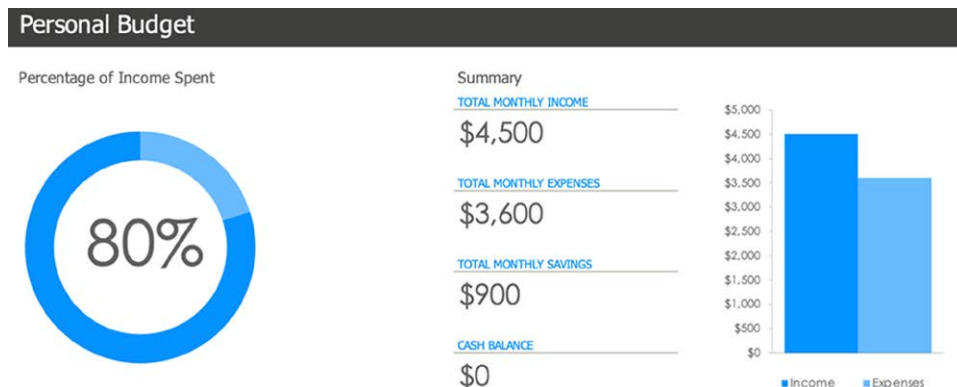 Personal Budget
Percentage of Income Spent
80%
Summary
TOTAL MONTHLY INCOME
$4,500
TOTAL MONTHLY EXPENSES
$3,600
TOTAL MONTHLY SAVINGS
$900
CASH BALANCE
$0
$5,000
$4,500
$4,000
$3,500
$3,000
$2,500
$2,000
$1,500
$1,000
$500
$0
Income Expenses